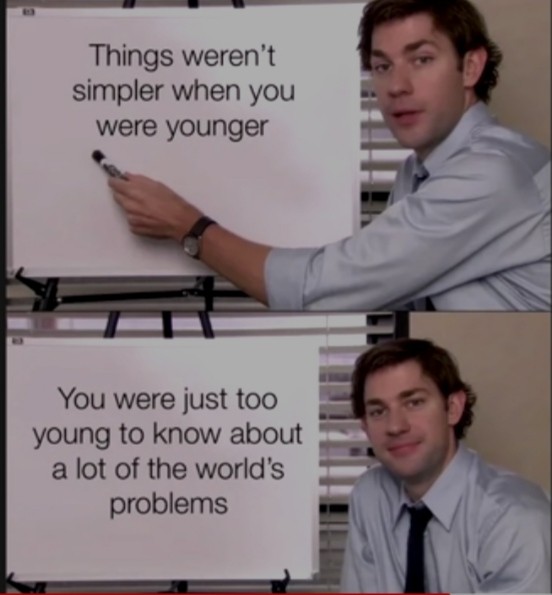 Things weren't
simpler when you
were younger
You were just too
young to know about
a lot of the world's
problems